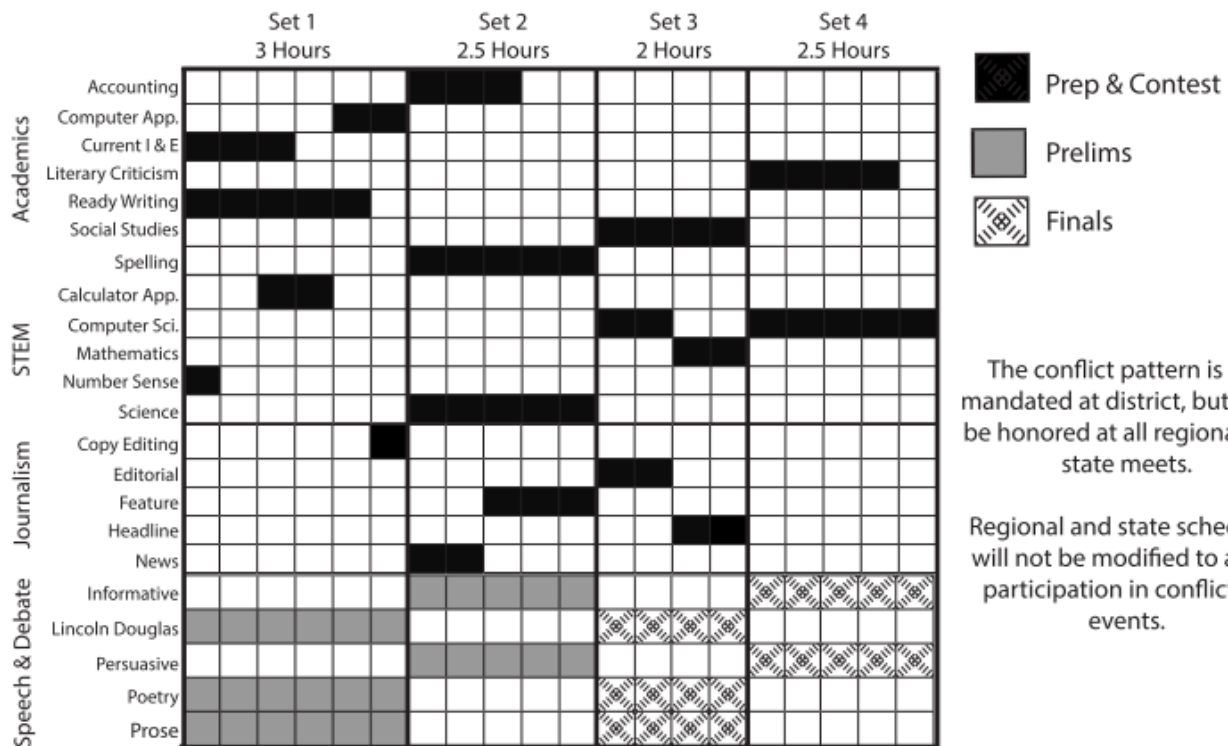 Set 1
3 Hours
Set 2
2.5 Hours
Set 3
2 Hours
Set 4
2.5 Hours
Academics
Accounting
Computer App.
Current I & E
Literary Criticism
Ready Writing
Social Studies
Spelling
STEM
Calculator App.
Computer Sci.
Mathematics
Number Sense
Science
Journalism
Copy Editing
Editorial
Feature
Headline
News
Speech & Debate
Informative
Lincoln Douglas
Persuasive
Poetry
Prose
Prep & Contest
Prelims
Finals
The conflict pattern is
mandated at district, but
be honored at all regiona
state meets.
Regional and state sche
will not be modified to a
participation in conflic
events.